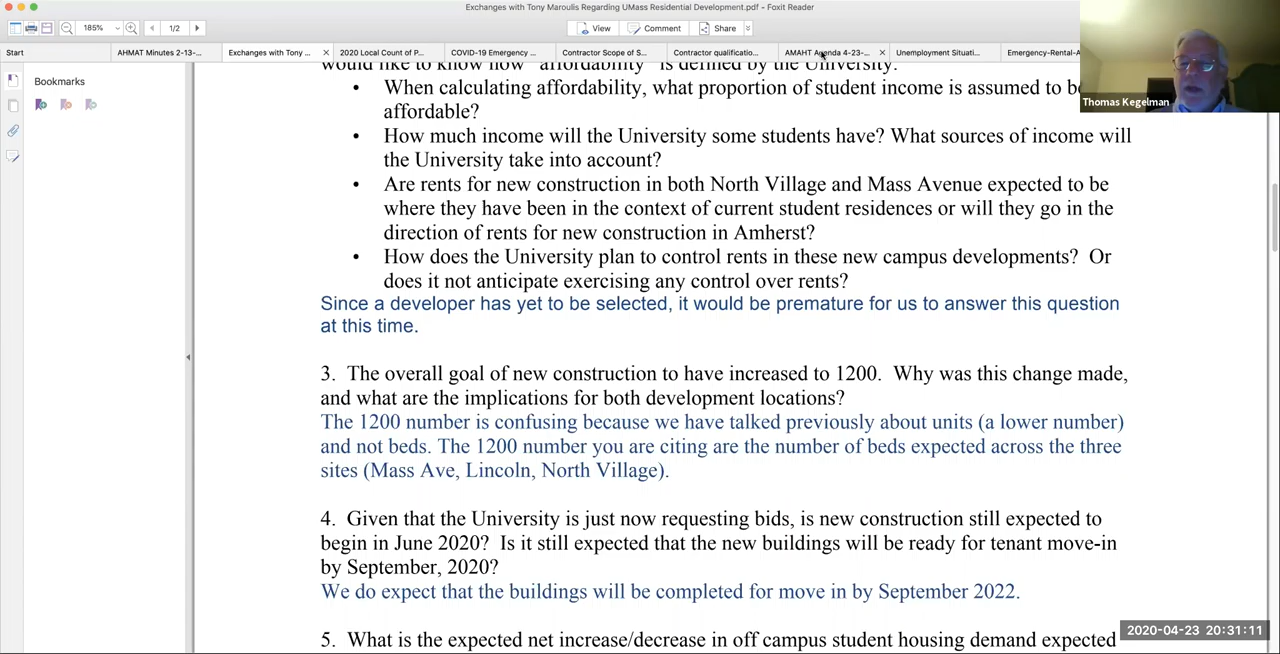 Exchanges with Tony Maroulis Regarding UMass Residential Development.pdf - Foxit Reader
185%
1/2
View
Comment
Share
Start
AHMAT Minutes 2-13-...
Exchanges with Tony ...
2020 Local Count of P...
COVID-19 Emergency ...
Contractor Scope of S...
Contractor qualificatio...
AMAHT Agenda 4-23-...
Unemployment Situati...
Emergency-Rental-A
Bookmarks
would like to know how "affordability" is defined by the University.
• When calculating affordability, what proportion of student income is assumed to be
affordable?
• How much income will the University some students have? What sources of income will
the University take into account?
• Are rents for new construction in both North Village and Mass Avenue expected to be
where they have been in the context of current student residences or will they go in the
direction of rents for new construction in Amherst?
• How does the University plan to control rents in these new campus developments? Or
does it not anticipate exercising any control over rents?
Since a developer has yet to be selected, it would be premature for us to answer this question
at this time.
3. The overall goal of new construction to have increased to 1200. Why was this change made,
and what are the implications for both development locations?
The 1200 number is confusing because we have talked previously about units (a lower number)
and not beds. The 1200 number you are citing are the number of beds expected across the three
sites (Mass Ave, Lincoln, North Village).
4. Given that the University is just now requesting bids, is new construction still expected to
begin in June 2020? Is it still expected that the new buildings will be ready for tenant move-in
by September, 2020?
We do expect that the buildings will be completed for move in by September 2022.
5. What is the expected net increase/decrease in off campus student housing demand expected
Thomas Kegelman
2020-04-23 20:31:11